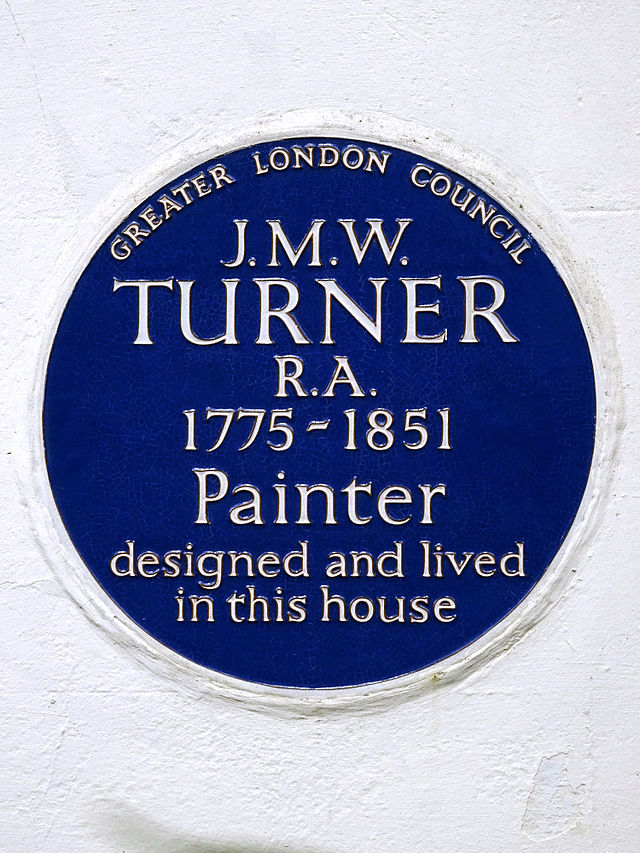 GREATER LONDON COUNCIL
J.M.W.
TURNER
R.A.
1775-1851
Painter
designed and lived
in this house